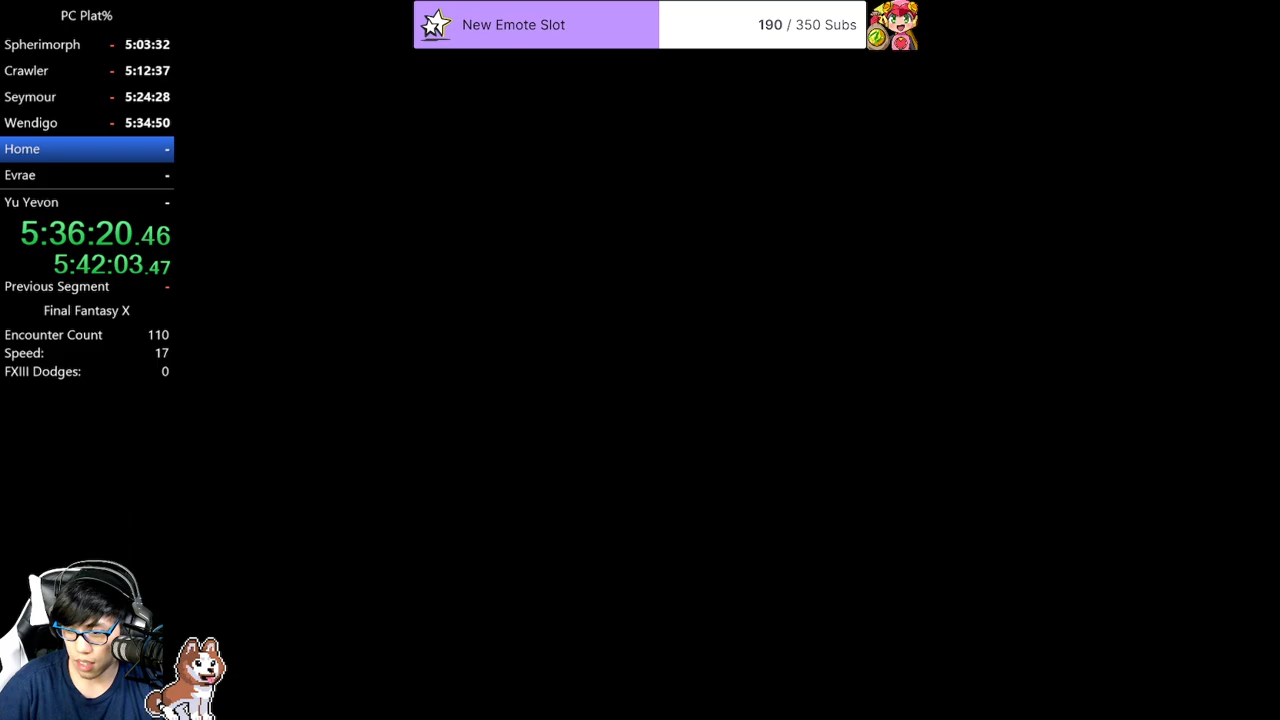 PC Plat%
Spherimorph - 5:03:32
Crawler - 5:12:37
Seymour - 5:24:28
Wendigo - 5:34:50
Home -
Evrae -
Yu Yevon -
5:36:20.46
5:42:03.47
Previous Segment -
Final Fantasy X
Encounter Count 110
Speed: 17
FXIII Dodges: 0
New Emote Slot 190 / 350 Subs